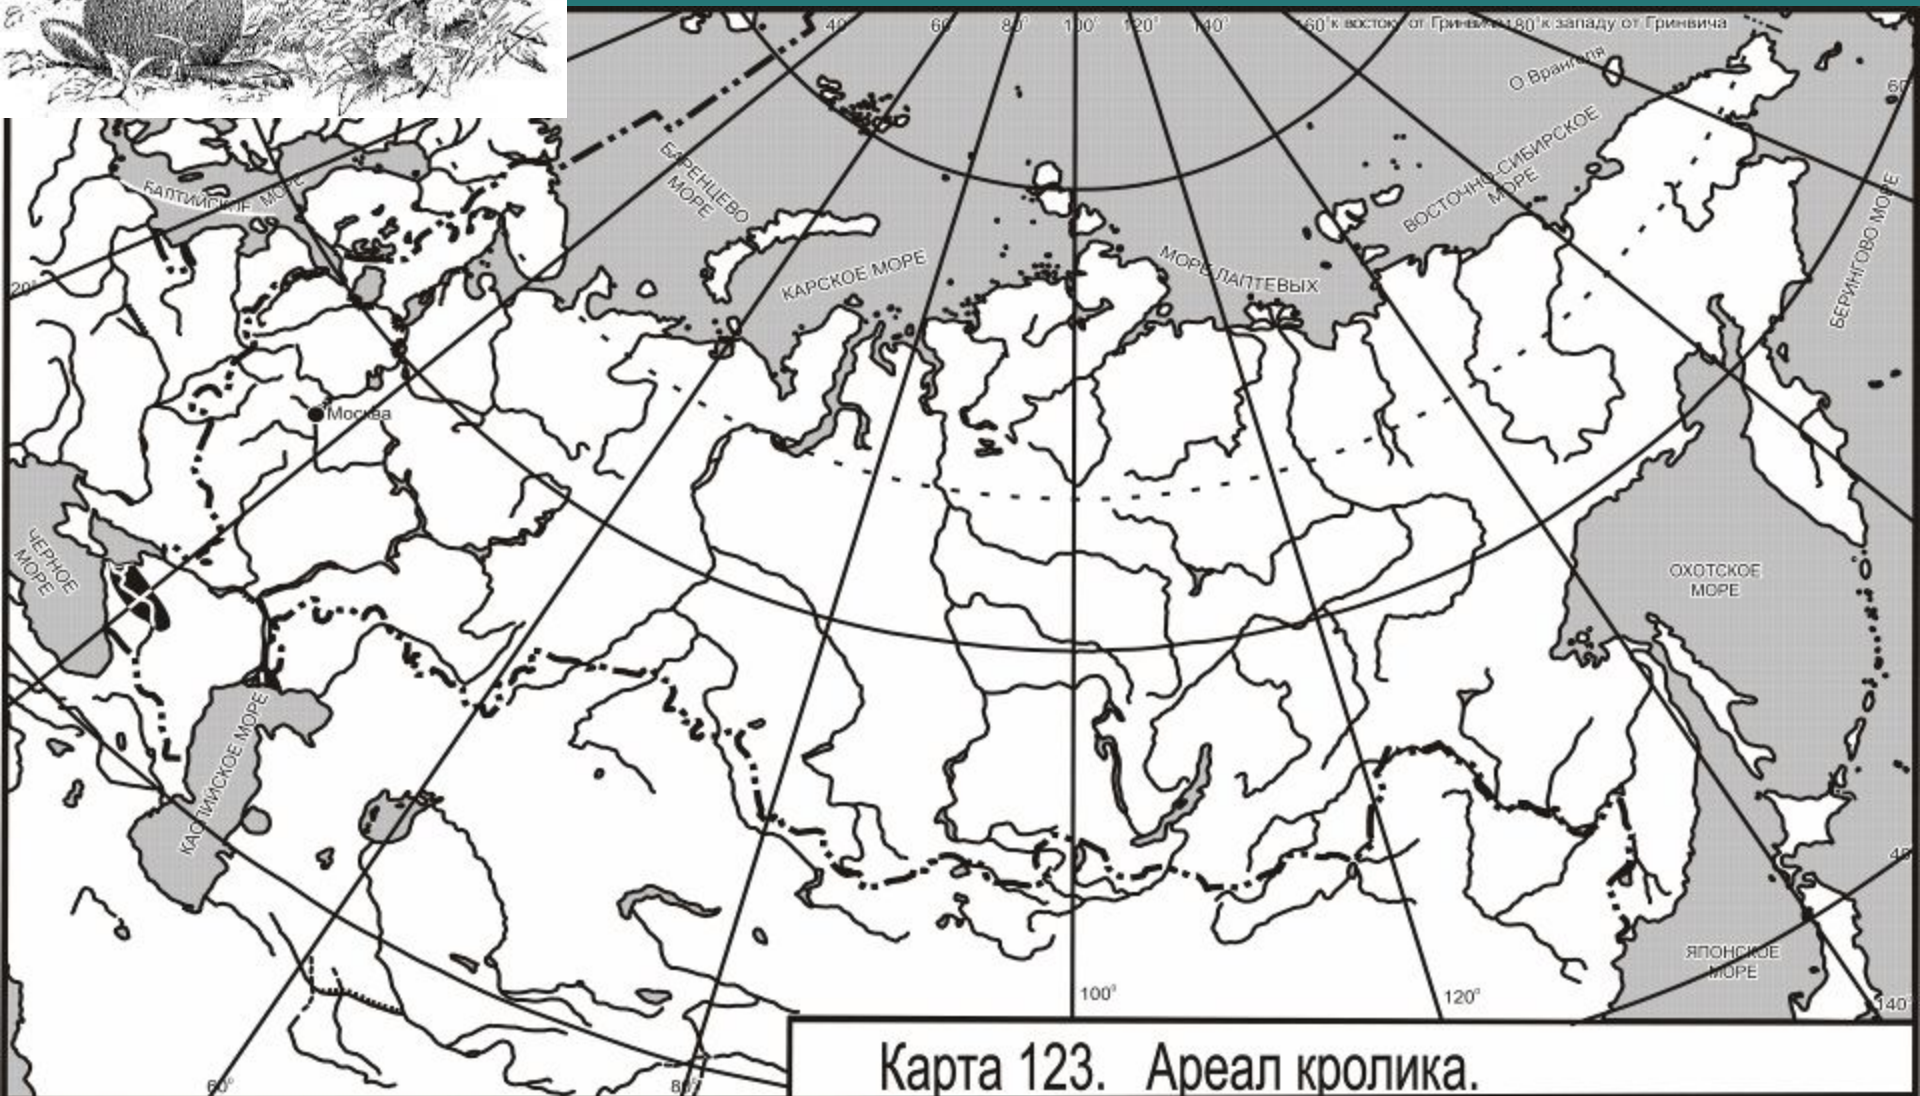 40°
60°
80°
100°
120°
140°
160° к востоку от Гринвича
180° к западу от Гринвича
О Врангеля
60°
БАРЕНЦЕВО
МОРЕ
ВОСТОЧНО-СИБИРСКОЕ
МОРЕ
БАЛТИЙСКОЕ МОРЕ
КАРСКОЕ МОРЕ
МОРЕ ЛАПТЕВЫХ
БЕРИНГОВО МОРЕ
20°
Москва
ЧЕРНОЕ
МОРЕ
ОХОТСКОЕ
МОРЕ
КАСПИЙСКОЕ МОРЕ
40°
ЯПОНСКОЕ
МОРЕ
100°
120°
140°
60°
80°
Карта 123. Ареал кролика.